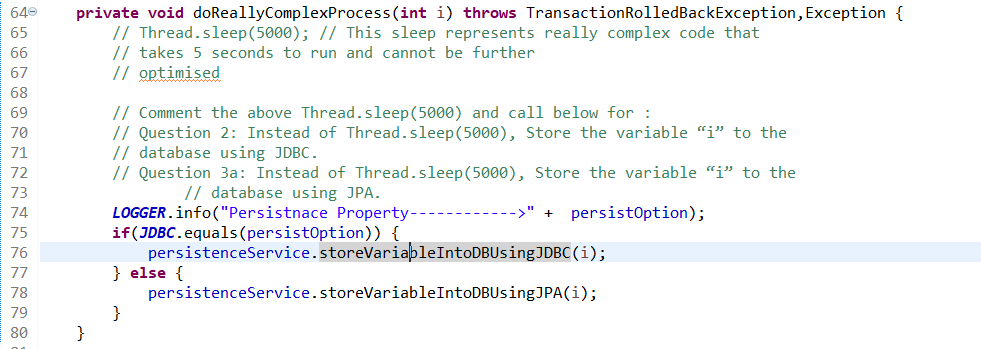 64 private void doReallyComplexProcess(int i) throws TransactionRolledBackException,Exception {
65 // Thread.sleep(5000); // This sleep represents really complex code that
66 // takes 5 seconds to run and cannot be further
67 // optimised
68
69 // Comment the above Thread.sleep(5000) and call below for :
70 // Question 2: Instead of Thread.sleep(5000), Store the variable “i” to the
71 // database using JDBC.
72 // Question 3a: Instead of Thread.sleep(5000), Store the variable “i” to the
73 // database using JPA.
74 LOGGER.info("Persistnace Property------------>" +  persistOption);
75 if(JDBC.equals(persistOption)) {
76 persistenceService.storeVariableIntoDBUsingJDBC(i);
77 } else {
78 persistenceService.storeVariableIntoDBUsingJPA(i);
79 }
80 }